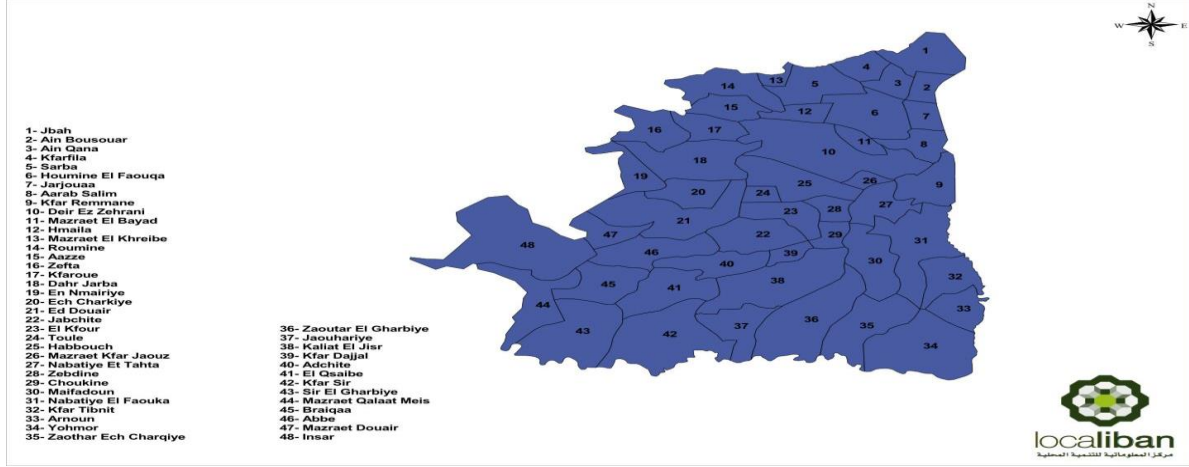 N
W E
S
1
4
3
2
13
5
14
15
12
6
7
16
17
11
8
10
18
26
9
25
19
20
24
27
23
28
21
22
29
31
47
48
46
39
30
40
32
38
45
41
33
44
36
35
37
43
42
34
1- Jbah
2- Ain Bousouar
3- Ain Qana
4- Kfarfila
5- Sarba
6- Houmine El Faouqa
7- Jarjouaa
8- Aarab Salim
9- Kfar Remmane
10- Deir Ez Zehrani
11- Mazraet El Bayad
12- Hmaila
13- Mazraet El Khreibe
14- Roumine
15- Aazze
16- Zefta
17- Kfaroue
18- Dahr Jarba
19- En Nmairiye
20- Ech Charkiye
21- Ed Douair
22- Jabchite
23- El Kfour
24- Toule
25- Habbouch
26- Mazraet Kfar Jaouz
27- Nabatiye Et Tahta
28- Zebdine
29- Choukine
30- Maifadoun
31- Nabatiye El Faouka
32- Kfar Tibnit
33- Arnoun
34- Yohmor
35- Zaothar Ech Charqiye
36- Zaoutar El Gharbiye
37- Jaouhariye
38- Kaliat El Jisr
39- Kfar Dajjal
40- Adchite
41- El Qsaibe
42- Kfar Sir
43- Sir El Gharbiye
44- Mazraet Qalaat Meis
45- Braiqaa
46- Abbe
47- Mazraet Douair
48- Insar
localiban
مركز المعلوماتية للتنمية المحلية